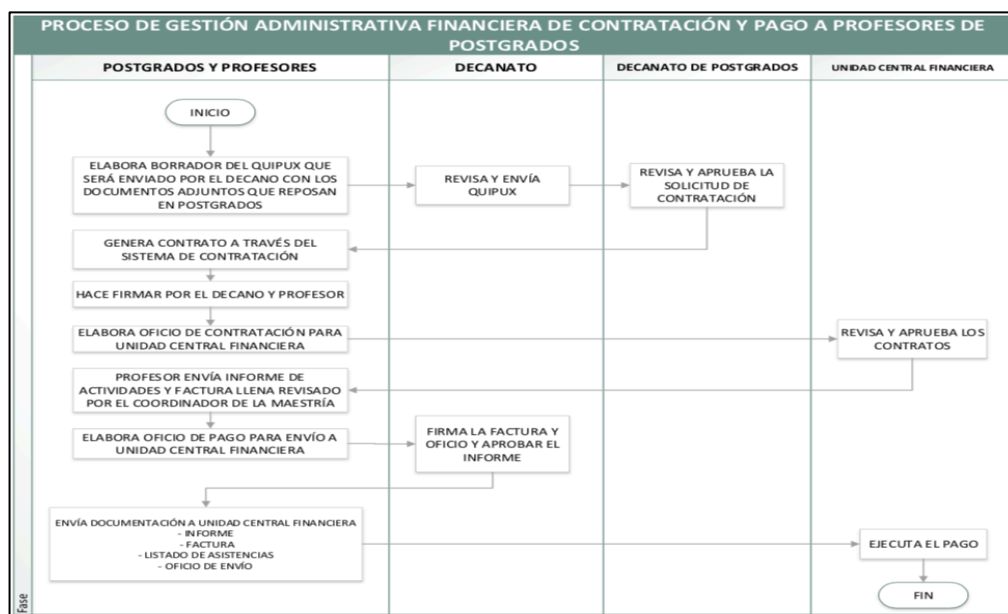 PROCESO DE GESTIÓN ADMINISTRATIVA FINANCIERA DE CONTRATACIÓN Y PAGO A PROFESORES DE
POSTGRADOS
POSTGRADOS Y PROFESORES
DECANATO
DECANATO DE POSTGRADOS
UNIDAD CENTRAL FINANCIERA
INICIO
ELABORA BORRADOR DEL QUIPUX QUE
SERÁ ENVIADO POR EL DECANO CON LOS
DOCUMENTOS ADJUNTOS QUE REPOSAN
EN POSTGRADOS
REVISA Y ENVÍA
QUIPUX
REVISA Y APRUEBA LA
SOLICITUD DE
CONTRATACIÓN
GENERA CONTRATO A TRAVÉS DEL
SISTEMA DE CONTRATACIÓN
HACE FIRMAR POR EL DECANO Y PROFESOR
ELABORA OFICIO DE CONTRATACIÓN PARA
UNIDAD CENTRAL FINANCIERA
REVISA Y APRUEBA LOS
CONTRATOS
PROFESOR ENVÍA INFORME DE
ACTIVIDADES Y FACTURA LLENA REVISADO
POR EL COORDINADOR DE LA MAESTRÍA
ELABORA OFICIO DE PAGO PARA ENVÍO A
UNIDAD CENTRAL FINANCIERA
FIRMA LA FACTURA Y
OFICIO Y APROBAR EL
INFORME
ENVÍA DOCUMENTACIÓN A UNIDAD CENTRAL FINANCIERA
- INFORME
- FACTURA
- LISTADO DE ASISTENCIAS
- OFICIO DE ENVÍO
EJECUTA EL PAGO
FIN
Fase